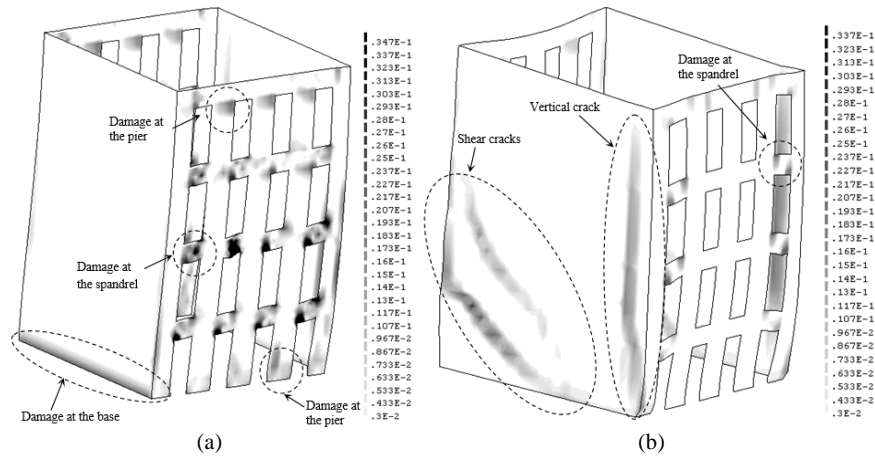 Damage at
the pier
Damage at
the spandrel
Damage at the base
Damage at
the pier
.347E-1
.337E-1
.323E-1
.313E-1
.303E-1
.293E-1
.28E-1
.27E-1
.26E-1
.25E-1
.237E-1
.227E-1
.217E-1
.207E-1
.193E-1
.183E-1
.173E-1
.16E-1
.15E-1
.14E-1
.13E-1
.117E-1
.107E-1
.967E-2
.867E-2
.733E-2
.633E-2
.533E-2
.433E-2
.3E-2
(a)
Shear cracks
Vertical crack
Damage at
the spandrel
.337E-1
.323E-1
.313E-1
.303E-1
.293E-1
.28E-1
.27E-1
.26E-1
.25E-1
.237E-1
.227E-1
.217E-1
.207E-1
.193E-1
.183E-1
.173E-1
.16E-1
.15E-1
.14E-1
.13E-1
.117E-1
.107E-1
.967E-2
.867E-2
.733E-2
.633E-2
.533E-2
.433E-2
.3E-2
(b)